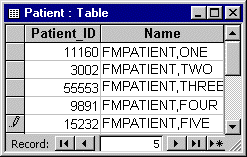 Patient : Table
Patient_ID Name
11160 FMPATIENT,ONE
3002 FMPATIENT,TWO
55553 FMPATIENT,THREE
9891 FMPATIENT,FOUR
15232 FMPATIENT,FIVE
Record: 5